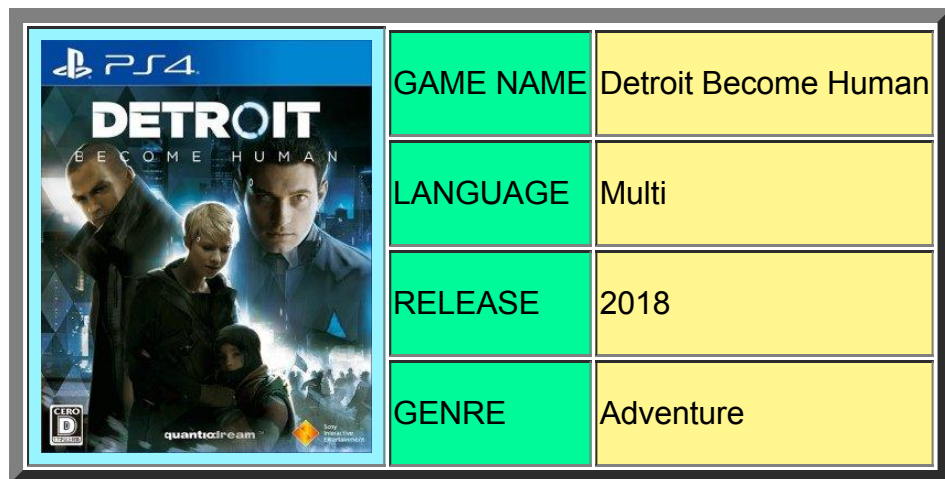 PS4
DETROIT
BECOME HUMAN
CERO
D
quanticdream™
Sony
Interactive
Entertainment
GAME NAME
Detroit Become Human
LANGUAGE
Multi
RELEASE
2018
GENRE
Adventure